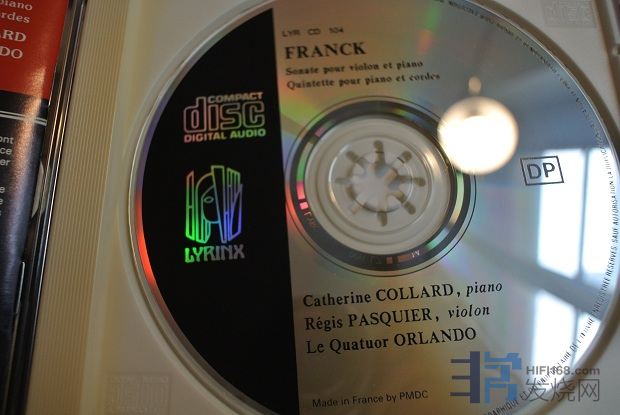 piano
cordes
LYR CD 104
FRANCK
Sonate pour violon et piano
Quintette pour piano et cordes
COMPACT
disc
DIGITAL AUDIO
DP
LYRINX
Catherine COLLARD, piano
Régis PASQUIER, violon
Le Quatuor ORLANDO
Made in France by PMDC
HIFI168.com
发烧网